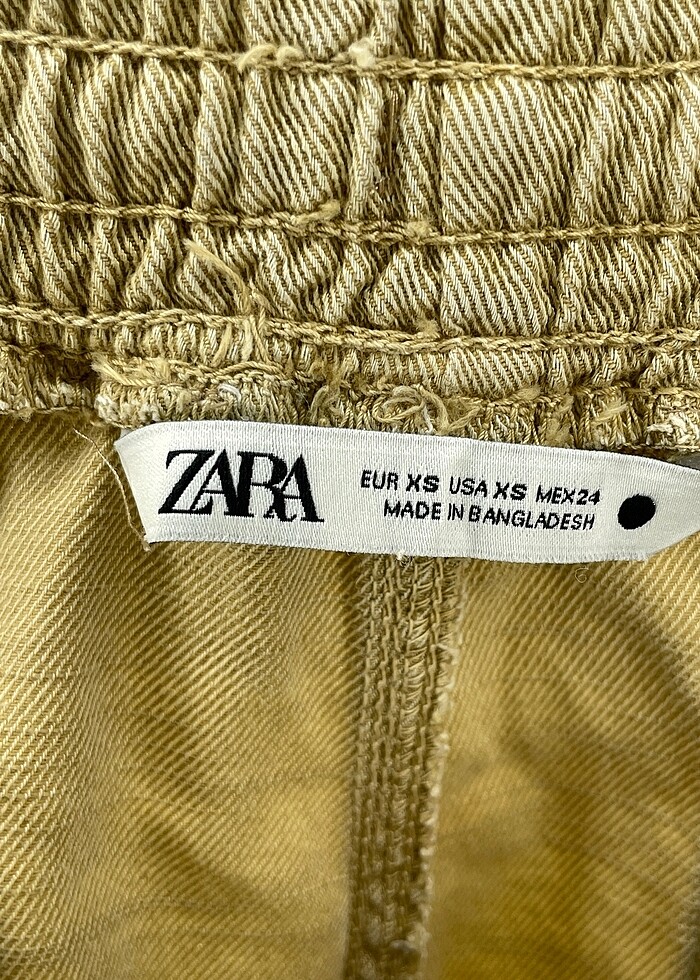 ZARA
EUR XS USA XS MEX 24
MADE IN BANGLADESH